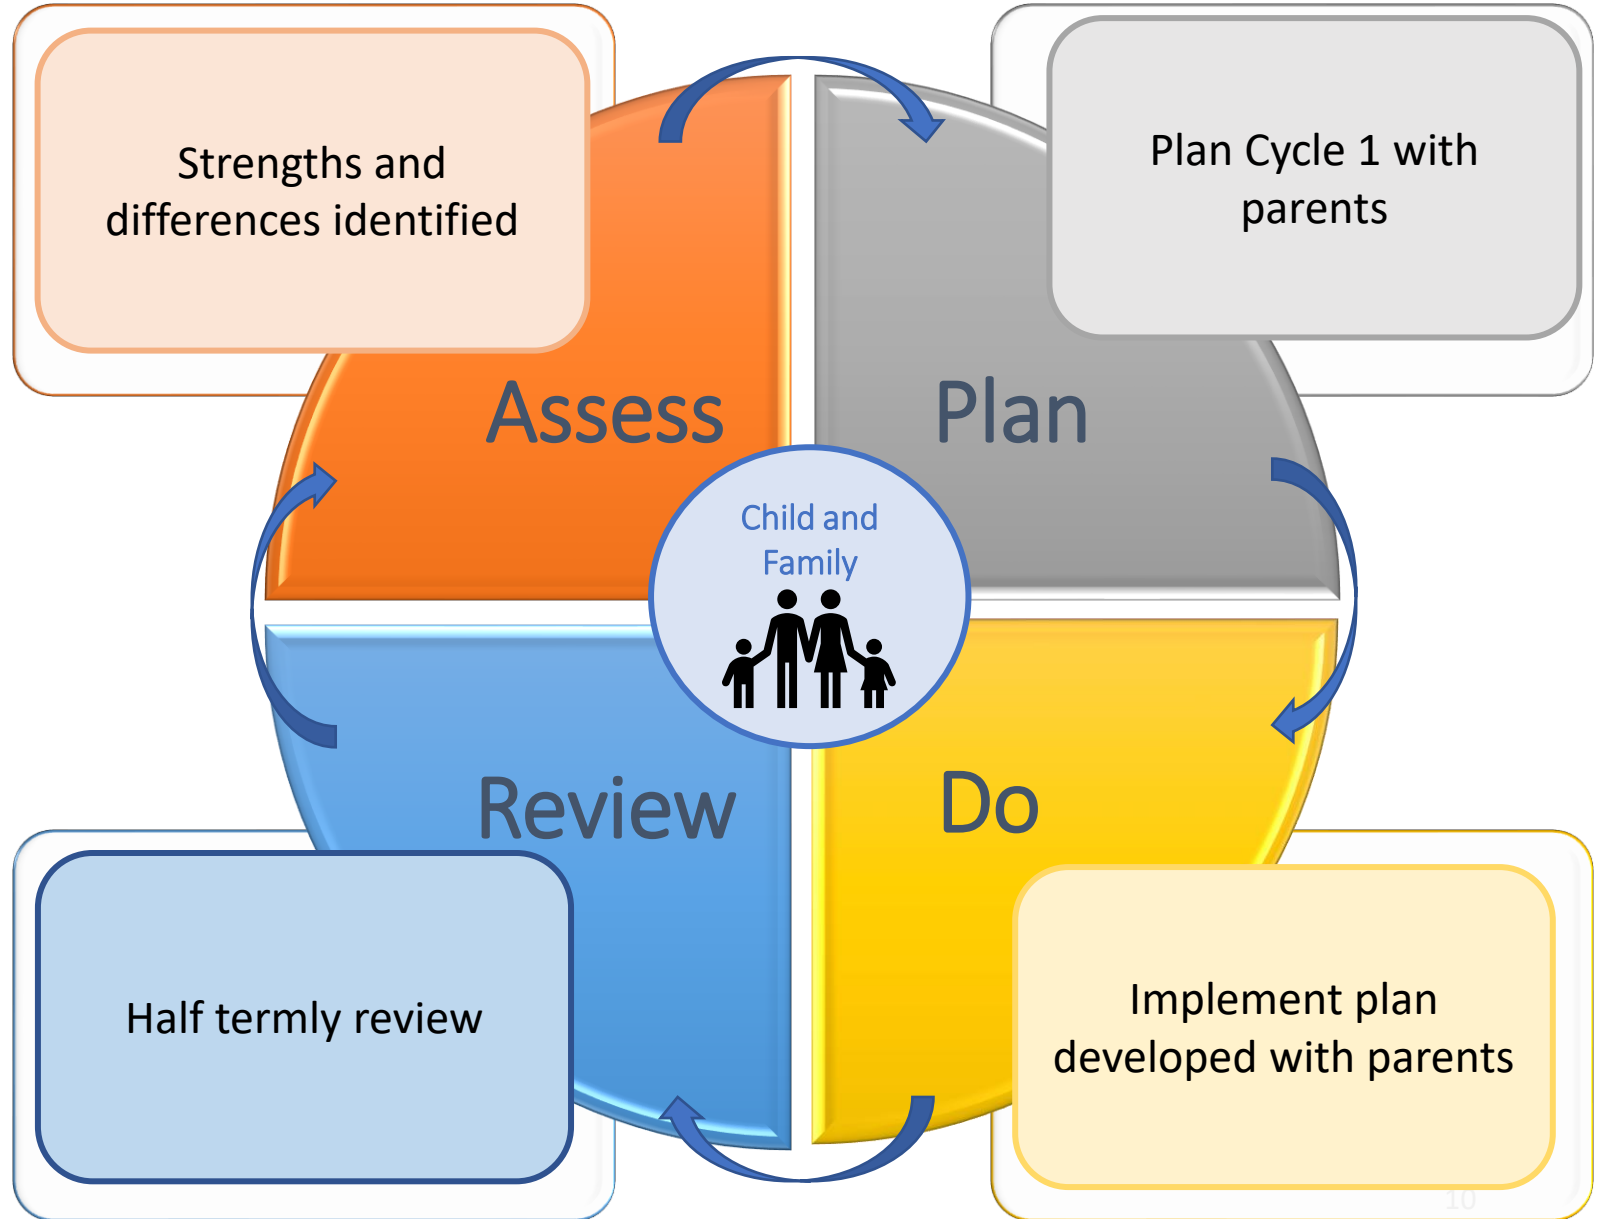 Strengths and
differences identified
Plan Cycle 1 with
parents
Assess
Plan
Child and
Family
Review
Do
Half termly review
Implement plan
developed with parents
10